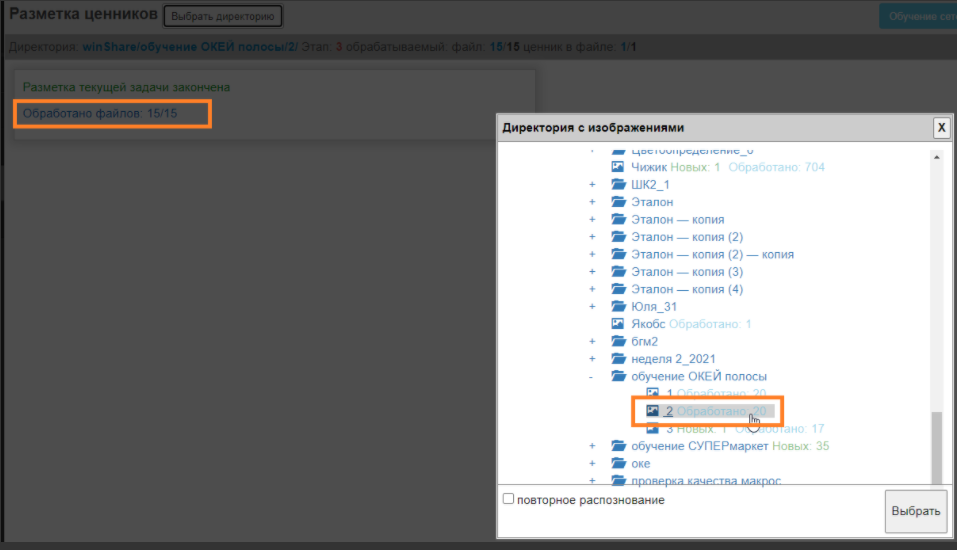 Разметка ценников Выбрать директорию Обучение сет
Директория: winShare/обучение ОКЕЙ полосы/2/ Этап: 3 обрабатываемый: файл: 15/15 ценник в файле: 1/1
Разметка текущей задачи закончена
Обработано файлов: 15/15
Директория с изображениями X
+ Цветоопределение_6
Чижик Новых: 1 Обработано: 704
+ ШК2_1
+ Эталон
+ Эталон — копия
+ Эталон — копия (2)
+ Эталон — копия (2) — копия
+ Эталон — копия (3)
+ Эталон — копия (4)
+ Юля_31
Якобс Обработано: 1
+ бгм2
+ неделя 2_2021
- обучение ОКЕЙ полосы
1 Обработано: 20
2 Обработано: 20
3 Новых: 1 Обработано: 17
+ обучение СУПЕРмаркет Новых: 35
+ оке
+ проверка качества макрос
повторное распознование
Выбрать